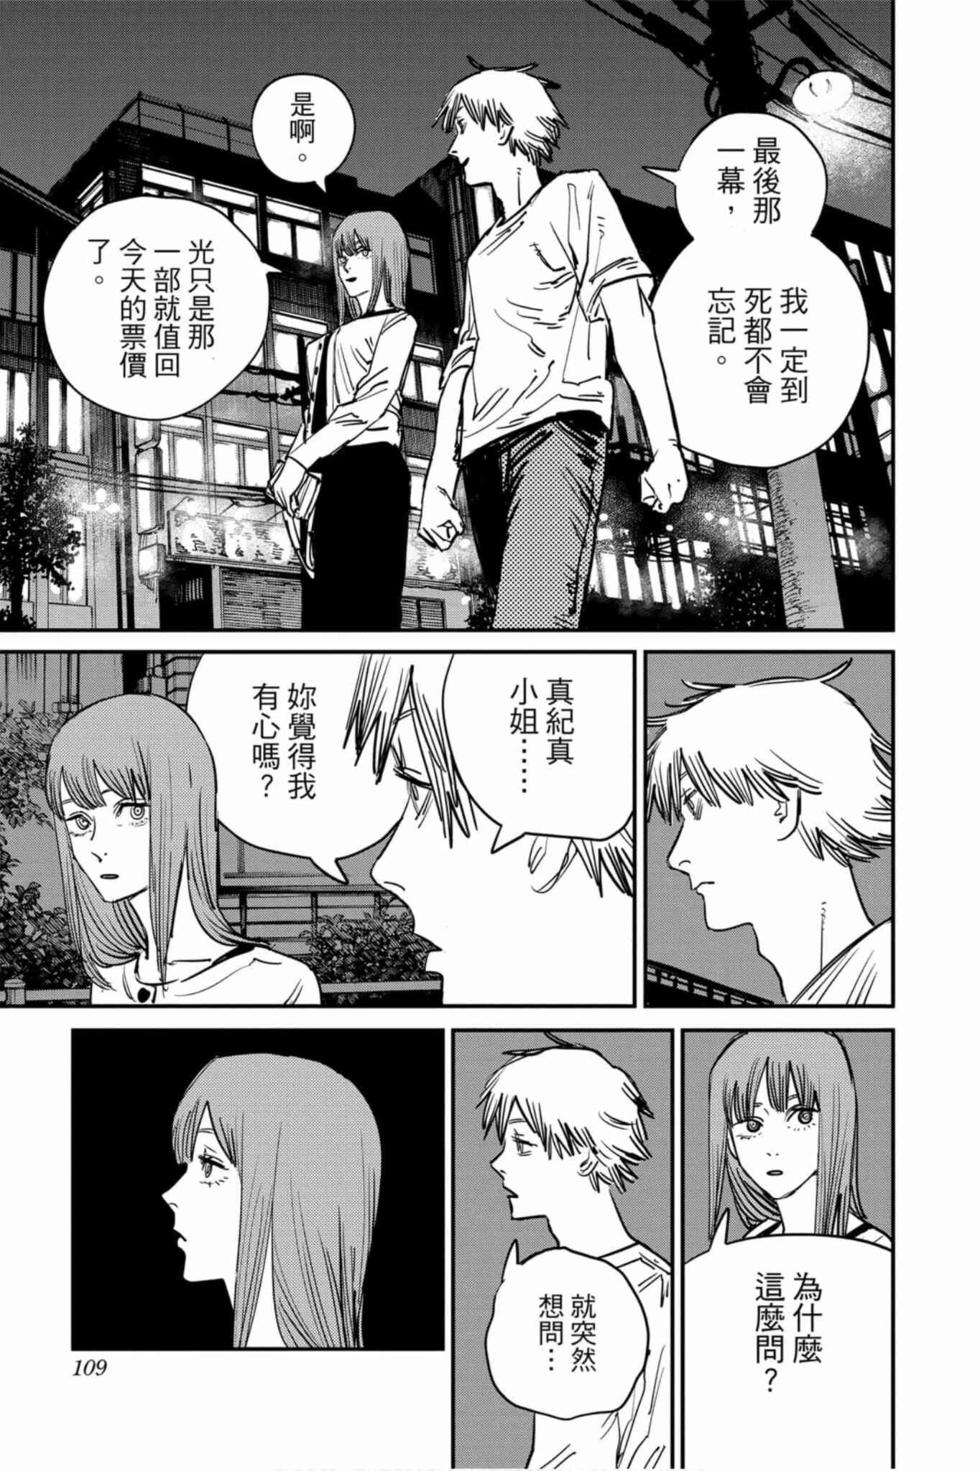 最後那
一幕，
我一定到
死都不會
忘記。
是啊。
光只是那
一部就值回
今天的票價
了。
真紀真
小姐……
妳覺得我
有心嗎？
為什麼
這麼問？
就突然
想問…
109